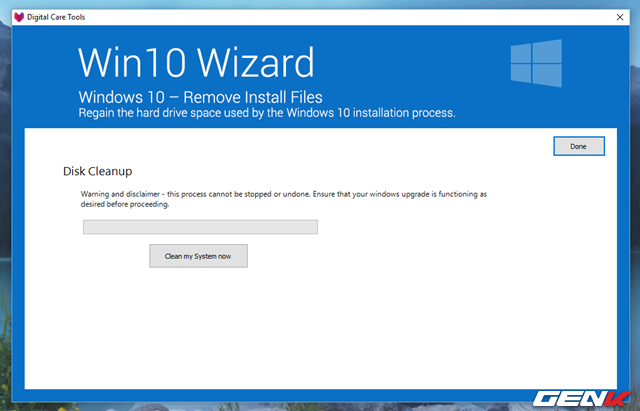 Digital Care Tools
Win10 Wizard
Windows 10 – Remove Install Files
Regain the hard drive space used by the Windows 10 installation process.
Done
Disk Cleanup
Warning and disclaimer - this process cannot be stopped or undone. Ensure that your windows upgrade is functioning as
desired before proceeding.
Clean my System now
GENK